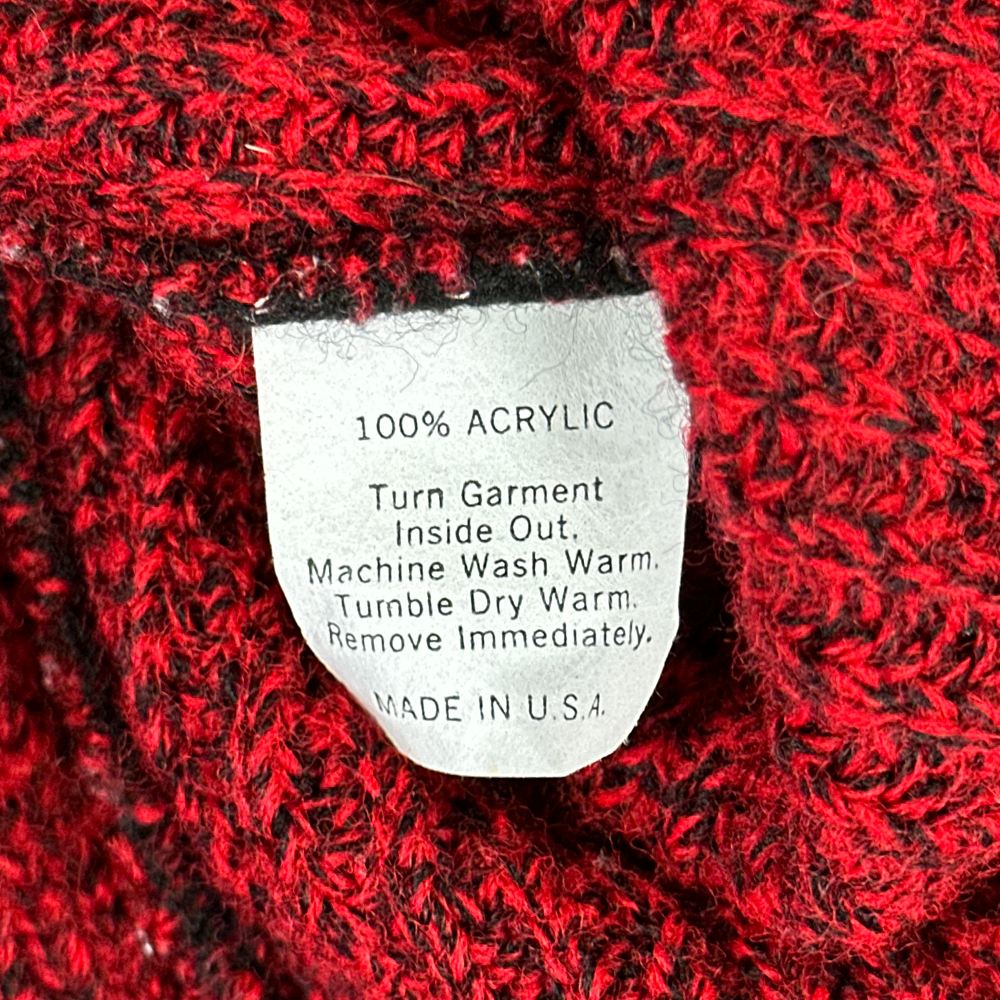 100% ACRYLIC
Turn Garment
Inside Out.
Machine Wash Warm.
Tumble Dry Warm.
Remove Immediately.
MADE IN U.S.A.